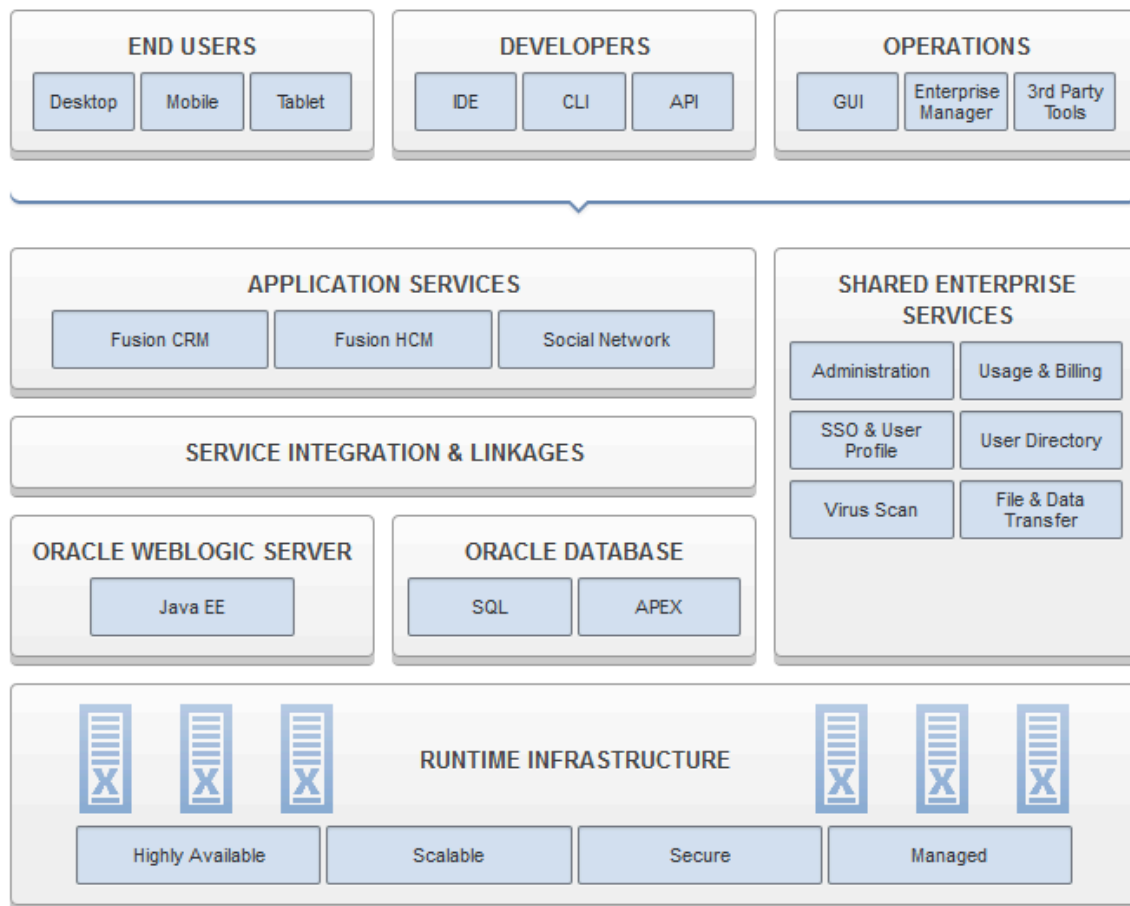 END USERS
Desktop
Mobile
Tablet
DEVELOPERS
IDE
CLI
API
OPERATIONS
GUI
Enterprise
Manager
3rd Party
Tools
APPLICATION SERVICES
Fusion CRM
Fusion HCM
Social Network
SERVICE INTEGRATION & LINKAGES
ORACLE WEBLOGIC SERVER
Java EE
ORACLE DATABASE
SQL
APEX
SHARED ENTERPRISE
SERVICES
Administration
Usage & Billing
SSO & User
Profile
User Directory
Virus Scan
File & Data
Transfer
X
X
X
RUNTIME INFRASTRUCTURE
X
X
X
Highly Available
Scalable
Secure
Managed